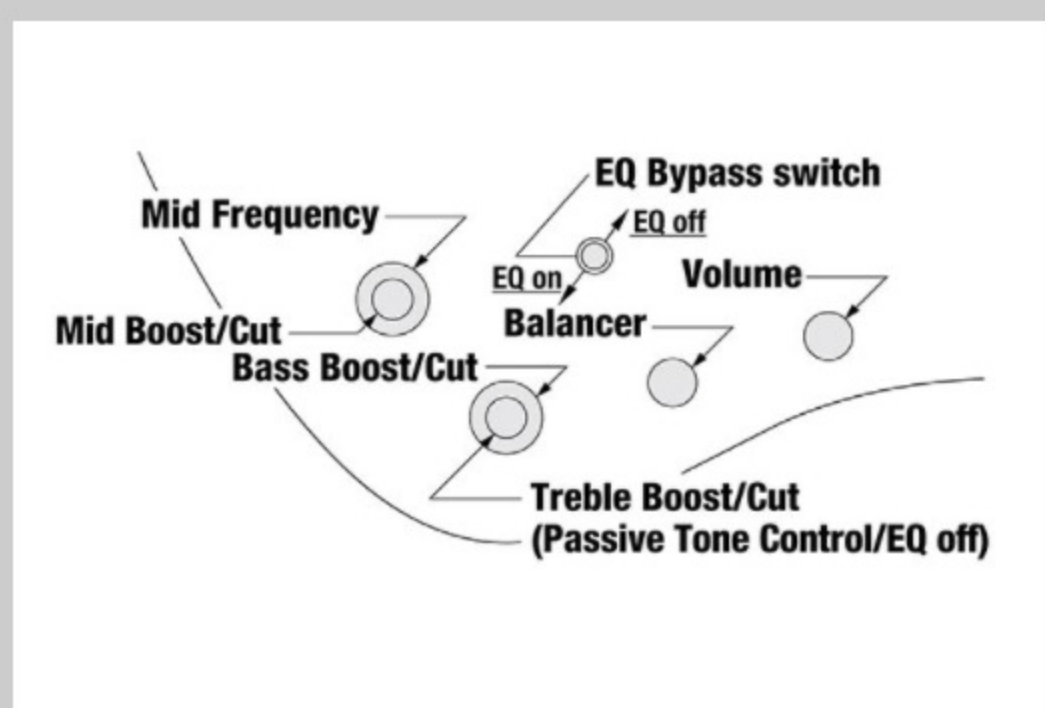 EQ Bypass switch
Mid Frequency
EQ off
EQ on
Volume
Balancer
Mid Boost/Cut
Bass Boost/Cut
Treble Boost/Cut
(Passive Tone Control/EQ off)